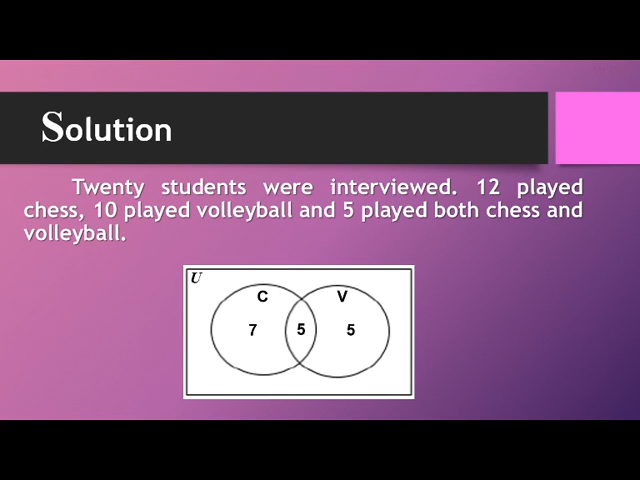 Solution
Twenty students were interviewed. 12 played
chess, 10 played volleyball and 5 played both chess and
volleyball.
U
C V
7 5 5